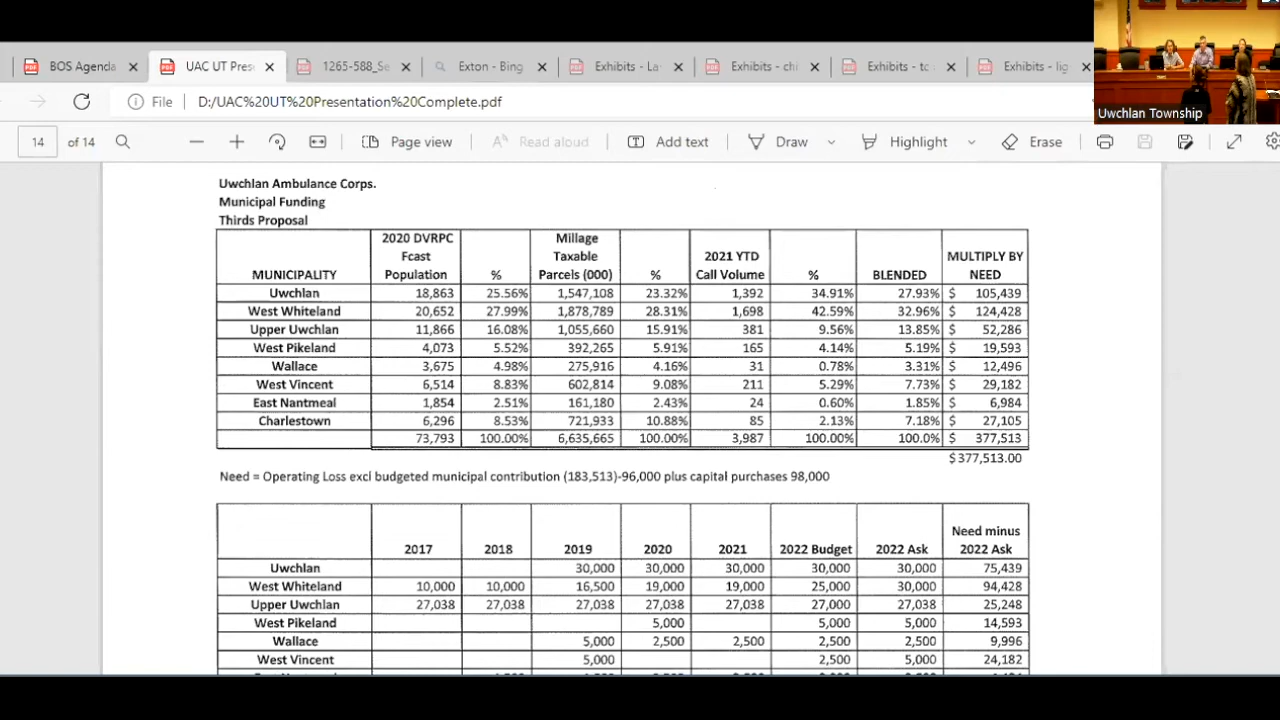 BOS Agenda
UAC UT Pres
1265-588_Se
Exton - Bing
Exhibits - La
Exhibits - chi
Exhibits - to
Exhibits - lig
File D:/UAC%20UT%20Presentation%20Complete.pdf
14 of 14 Page view Read aloud Add text Draw Highlight Erase
Uwchlan Township
Uwchlan Ambulance Corps.
Municipal Funding
Thirds Proposal
2020 DVRPC Millage
Fcast Taxable 2021 YTD MULTIPLY BY
MUNICIPALITY Population % Parcels (000) % Call Volume % BLENDED NEED
Uwchlan 18,863 25.56% 1,547,108 23.32% 1,392 34.91% 27.93% $ 105,439
West Whiteland 20,652 27.99% 1,878,789 28.31% 1,698 42.59% 32.96% $ 124,428
Upper Uwchlan 11,866 16.08% 1,055,660 15.91% 381 9.56% 13.85% $ 52,286
West Pikeland 4,073 5.52% 392,265 5.91% 165 4.14% 5.19% $ 19,593
Wallace 3,675 4.98% 275,916 4.16% 31 0.78% 3.31% $ 12,496
West Vincent 6,514 8.83% 602,814 9.08% 211 5.29% 7.73% $ 29,182
East Nantmeal 1,854 2.51% 161,180 2.43% 24 0.60% 1.85% $ 6,984
Charlestown 6,296 8.53% 721,933 10.88% 85 2.13% 7.18% $ 27,105
73,793 100.00% 6,635,665 100.00% 3,987 100.00% 100.0% $ 377,513
$377,513.00
Need = Operating Loss excl budgeted municipal contribution (183,513)-96,000 plus capital purchases 98,000
Need minus
2017 2018 2019 2020 2021 2022 Budget 2022 Ask 2022 Ask
Uwchlan 30,000 30,000 30,000 30,000 30,000 75,439
West Whiteland 10,000 10,000 16,500 19,000 19,000 25,000 30,000 94,428
Upper Uwchlan 27,038 27,038 27,038 27,038 27,038 27,000 27,038 25,248
West Pikeland 5,000 5,000 5,000 14,593
Wallace 5,000 2,500 2,500 2,500 2,500 9,996
West Vincent 5,000 2,500 5,000 24,182